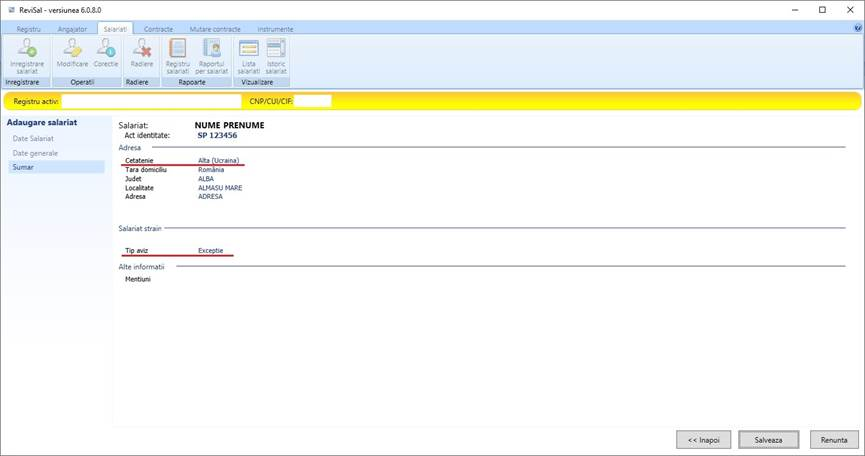 ReviSal - versiunea 6.0.8.0
Registru Angajator Salariati Contracte Mutare contracte Instrumente
Inregistrare salariat
Modificare
Corectie
Radiere
Registru salariati
Raportul per salariat
Lista salariati
Istoric salariat
Inregistrare Operatii Radiere Rapoarte Vizualizare
Registru activ: CNP/CUI/CIF:
Adaugare salariat
Date Salariat
Date generale
Sumar
Salariat: NUME PRENUME
Act identitate: SP 123456
Adresa
Cetatenie Alta (Ucraina)
Tara domiciliu România
Judet ALBA
Localitate ALMASU MARE
Adresa ADRESA
Salariat strain
Tip aviz Exceptie
Alte informatii
Mentiuni
<< Inapoi Salveaza Renunta